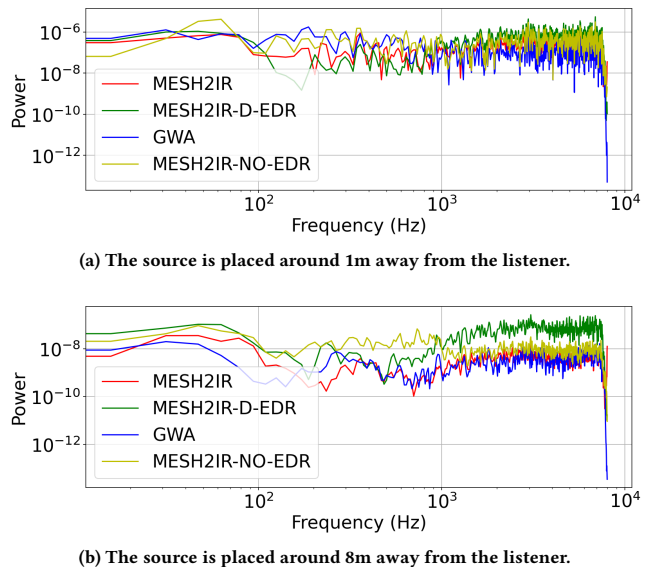 10^{-6}
10^{-8}
10^{-10}
10^{-12}
Power
MESH2IR
MESH2IR-D-EDR
GWA
MESH2IR-NO-EDR
10^2 10^3 10^4
Frequency (Hz)
(a) The source is placed around 1m away from the listener.
10^{-8}
10^{-10}
10^{-12}
Power
MESH2IR
MESH2IR-D-EDR
GWA
MESH2IR-NO-EDR
10^2 10^3 10^4
Frequency (Hz)
(b) The source is placed around 8m away from the listener.